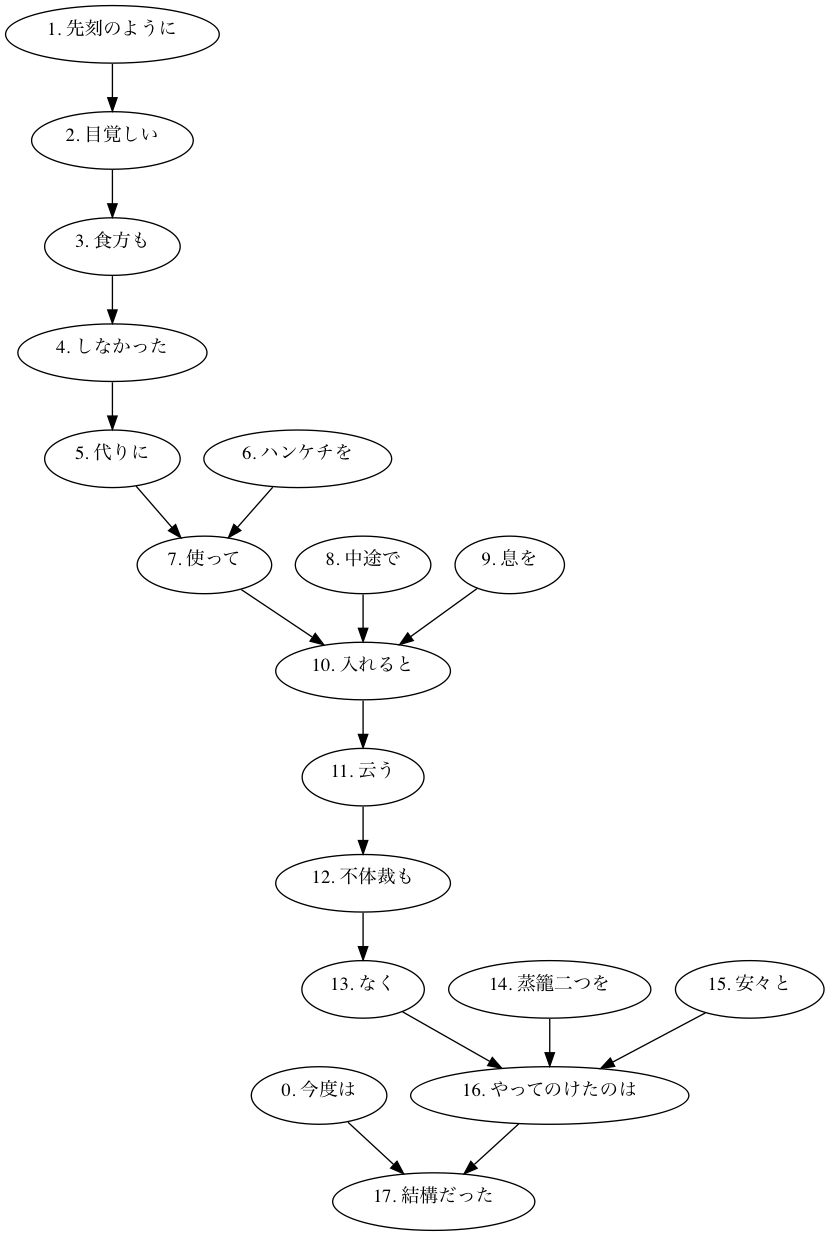 1. 先刻のように
2. 目覚しい
3. 食方も
4. しなかった
5. 代りに
6. ハンケチを
7. 使って
8. 中途で
9. 息を
10. 入れると
11. 云う
12. 不体裁も
13. なく
14. 蒸籠二つを
15. 安々と
0. 今度は
16. やってのけたのは
17. 結構だった